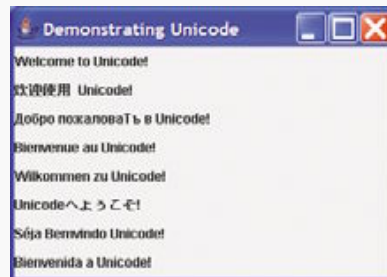 Demonstrating Unicode
Welcome to Unicode!
欢迎使用 Unicode!
Добро пожаловаТь в Unicode!
Bienvenue au Unicode!
Wilkommen zu Unicode!
Unicodeへようこそ!
Séja Bemvindo Unicode!
Bienvenida a Unicode!